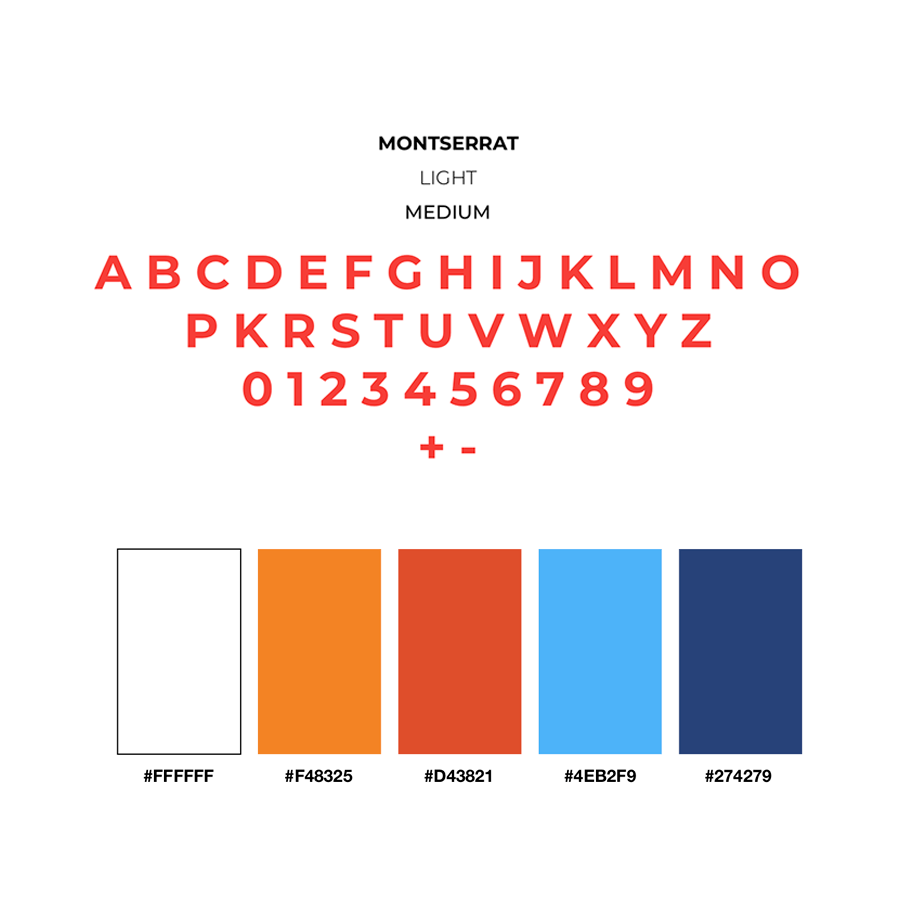 MONTSERRAT
LIGHT
MEDIUM
A B C D E F G H I J K L M N O
P K R S T U V W X Y Z
0 1 2 3 4 5 6 7 8 9
+ -
#FFFFFF #F48325 #D43821 #4EB2F9 #274279